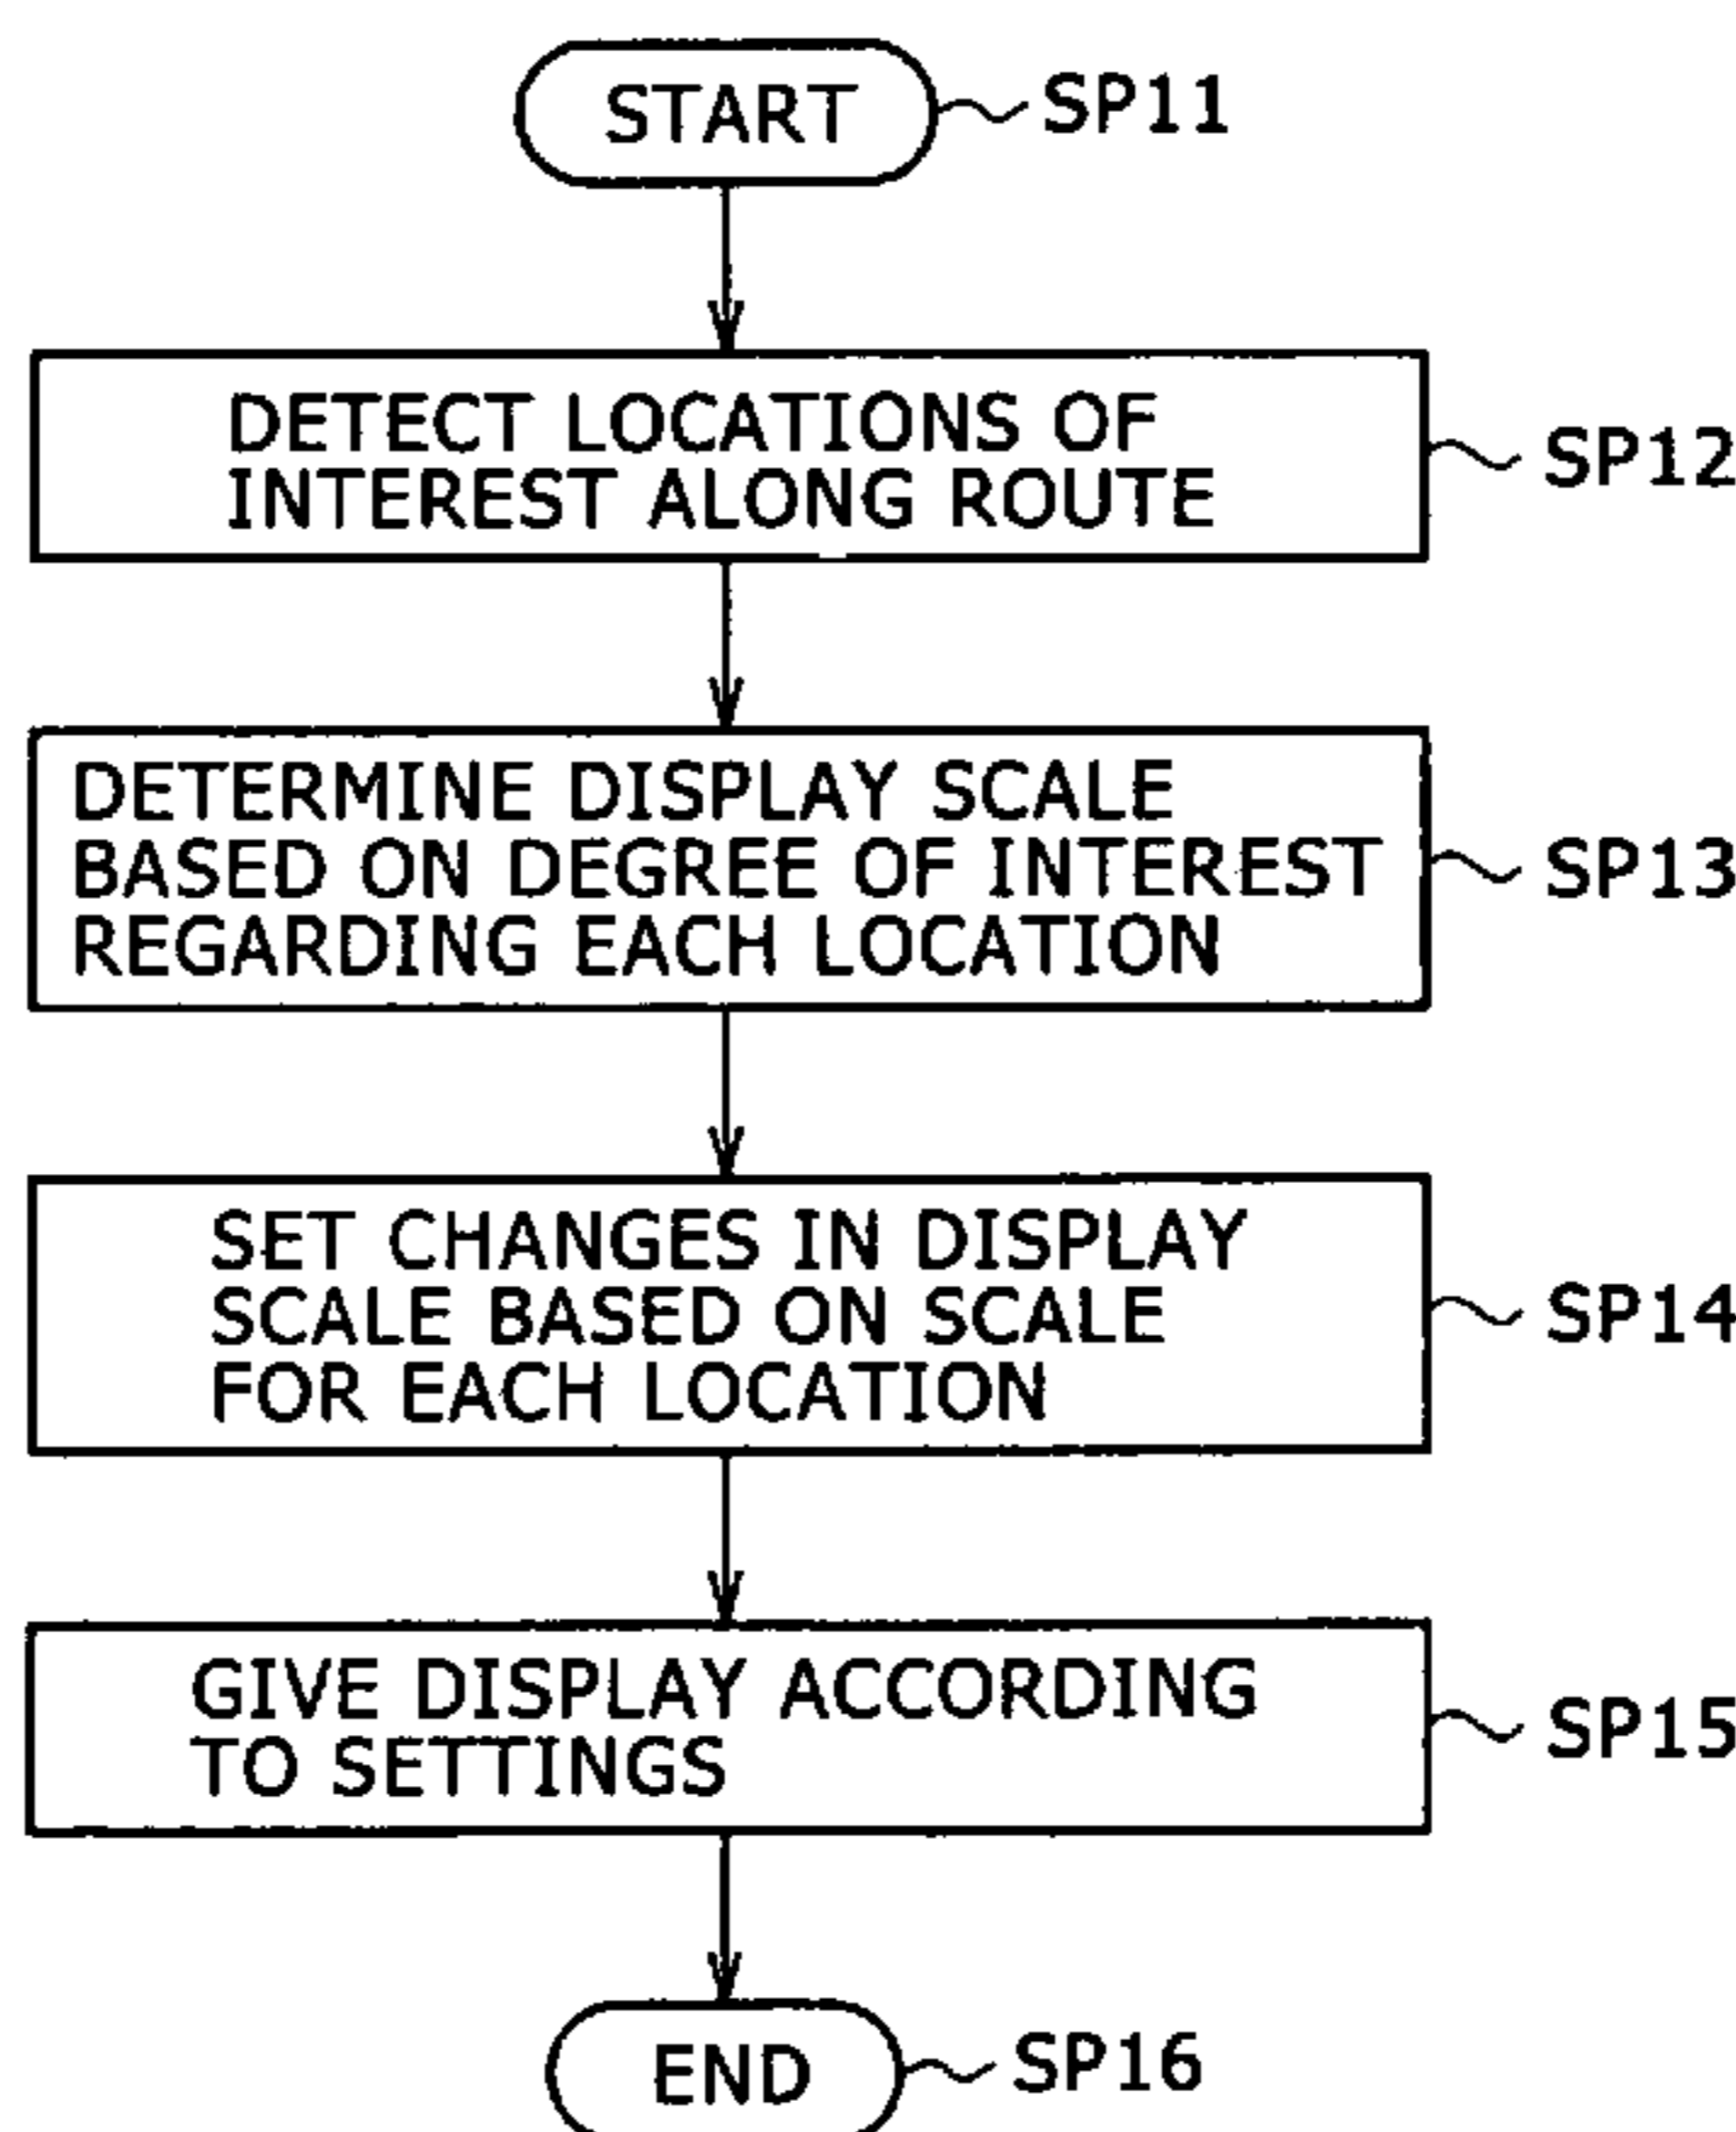 START
SP11
DETECT LOCATIONS OF
INTEREST ALONG ROUTE
SP12
DETERMINE DISPLAY SCALE
BASED ON DEGREE OF INTEREST
REGARDING EACH LOCATION
SP13
SET CHANGES IN DISPLAY
SCALE BASED ON SCALE
FOR EACH LOCATION
SP14
GIVE DISPLAY ACCORDING
TO SETTINGS
SP15
END
SP16